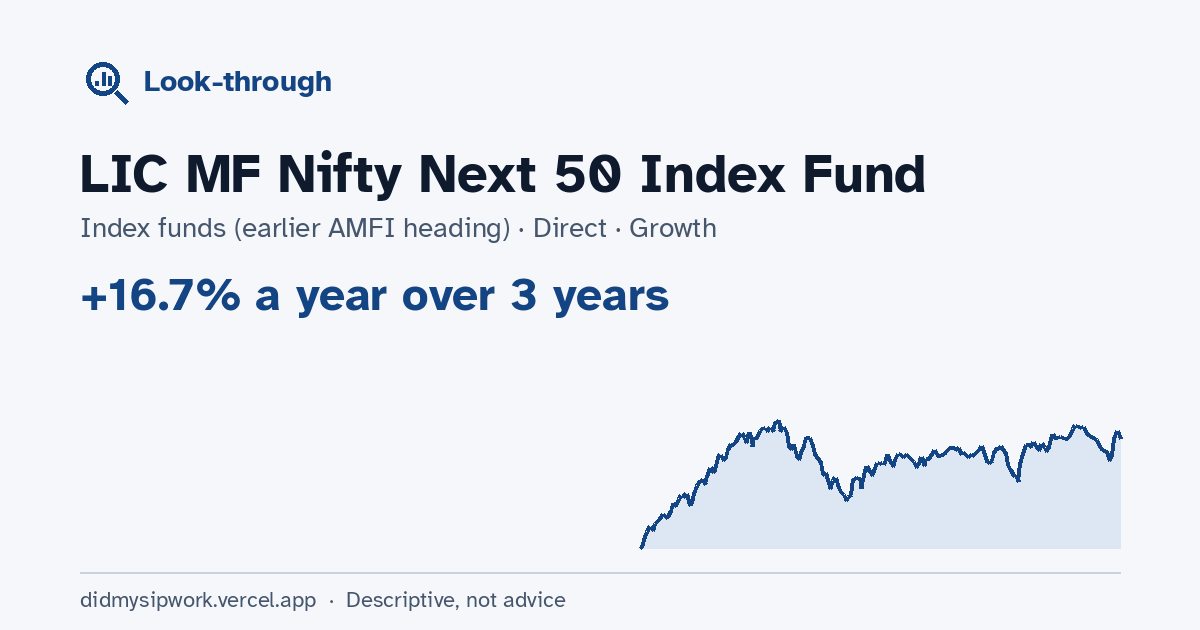 Look-through
LIC MF Nifty Next 50 Index Fund
Index funds (earlier AMFI heading) · Direct · Growth
+16.7% a year over 3 years
didmysipwork.vercel.app · Descriptive, not advice